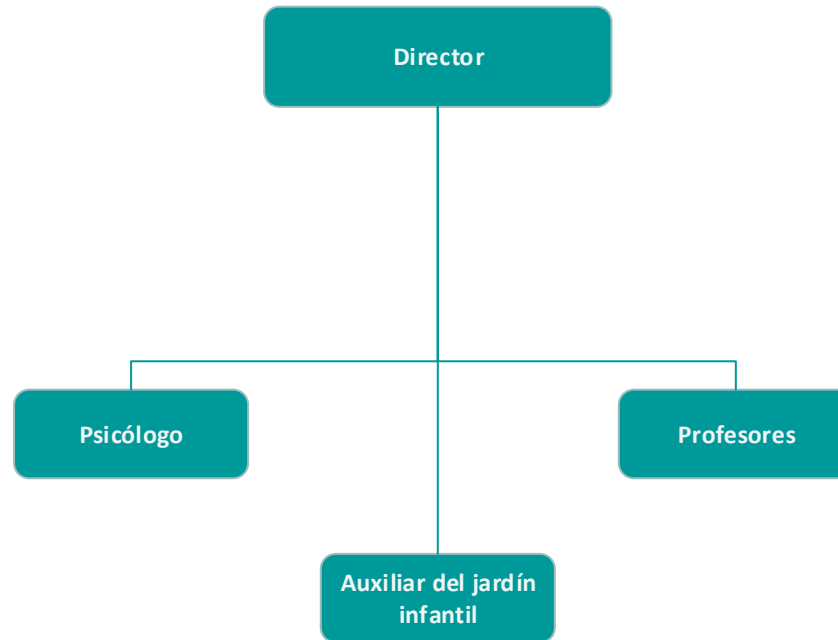 Director
Psicólogo
Profesores
Auxiliar del jardín
infantil